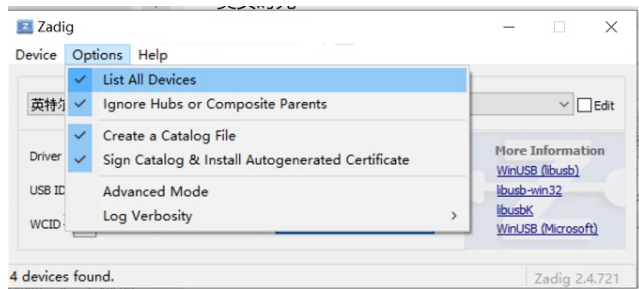 Zadig
Device Options Help
List All Devices
英特尔 Ignore Hubs or Composite Parents Edit
Create a Catalog File
Driver Sign Catalog & Install Autogenerated Certificate
More Information
WinUSB (libusb)
USB ID Advanced Mode libusb-win32
Log Verbosity libusbK
WCID WinUSB (Microsoft)
4 devices found. Zadig 2.4.721